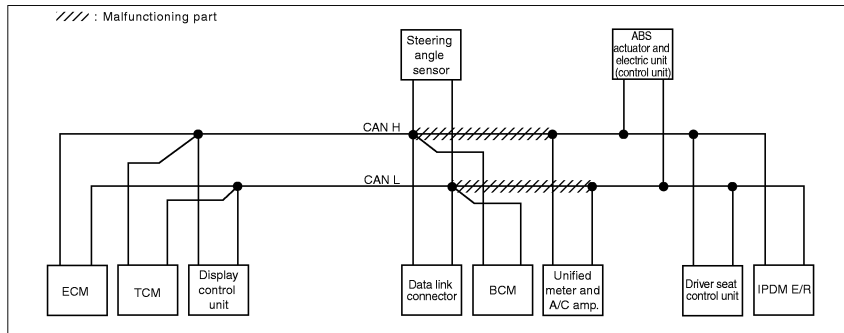 //// : Malfunctioning part
Steering
angle
sensor
ABS
actuator and
electric unit
(control unit)
CAN H
CAN L
ECM
TCM
Display
control
unit
Data link
connector
BCM
Unified
meter and
A/C amp.
Driver seat
control unit
IPDM E/R